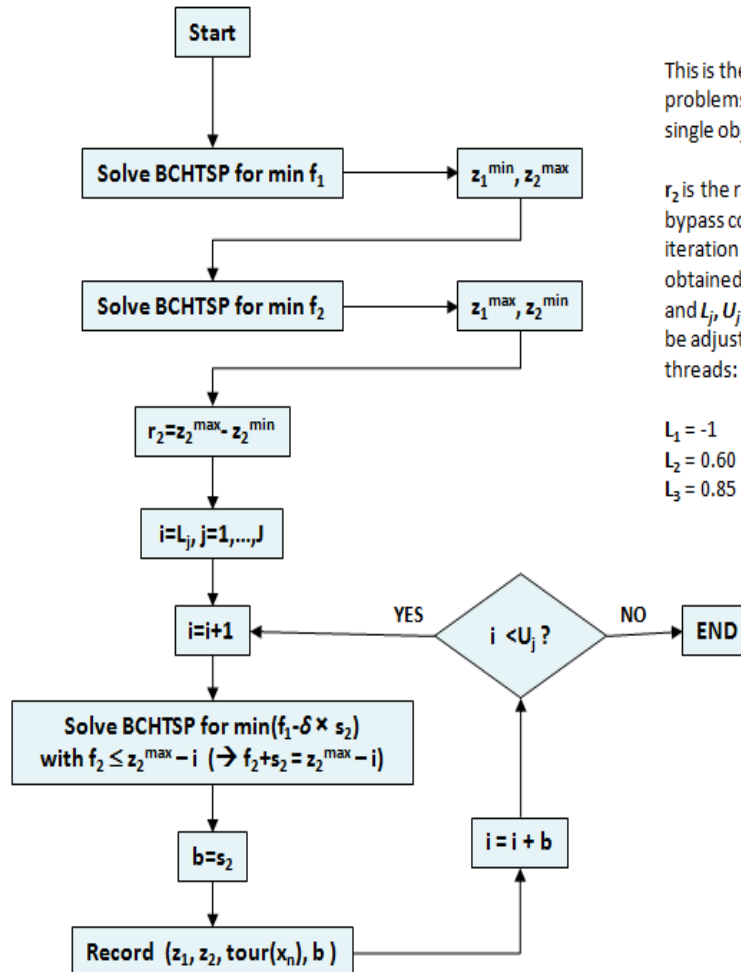 Start
Solve BCHTSP for min f₁
z₁ᵐⁱⁿ, z₂ᵐᵃˣ
Solve BCHTSP for min f₂
z₁ᵐᵃˣ, z₂ᵐⁱⁿ
r₂=z₂ᵐᵃˣ- z₂ᵐⁱⁿ
i=Lⱼ, j=1,...,J
i=i+1
Solve BCHTSP for min(f₁-δ × s₂)
with f₂ ≤ z₂ᵐᵃˣ – i (→ f₂+s₂ = z₂ᵐᵃˣ – i)
b=s₂
Record (z₁, z₂, tour(xₙ), b )
i = i + b
i <Uⱼ ?
YES
NO
END
This is the
problems
single ob
r₂ is the r
bypass co
iteration
obtained
and Lⱼ, Uⱼ
be adjust
threads:
L₁ = -1
L₂ = 0.60
L₃ = 0.85